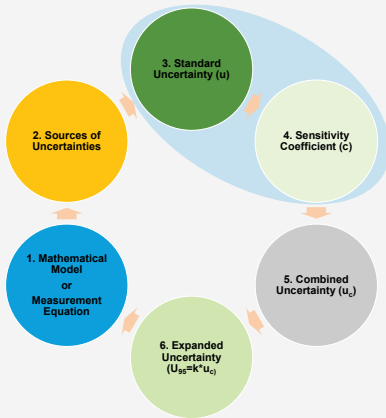 1. Mathematical
Model
or
Measurement
Equation
2. Sources of
Uncertainties
3. Standard
Uncertainty (u)
4. Sensitivity
Coefficient (c)
5. Combined
Uncertainty (uc)
6. Expanded
Uncertainty
(U95=k*uc)